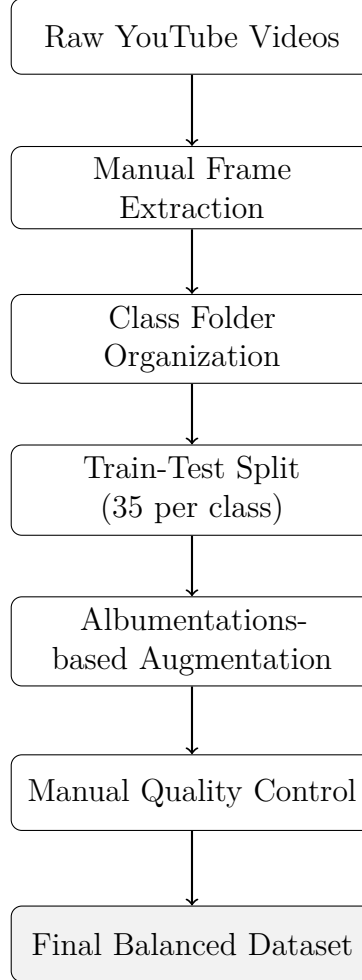 Raw YouTube Videos
Manual Frame
Extraction
Class Folder
Organization
Train-Test Split
(35 per class)
Albumentations-
based Augmentation
Manual Quality Control
Final Balanced Dataset